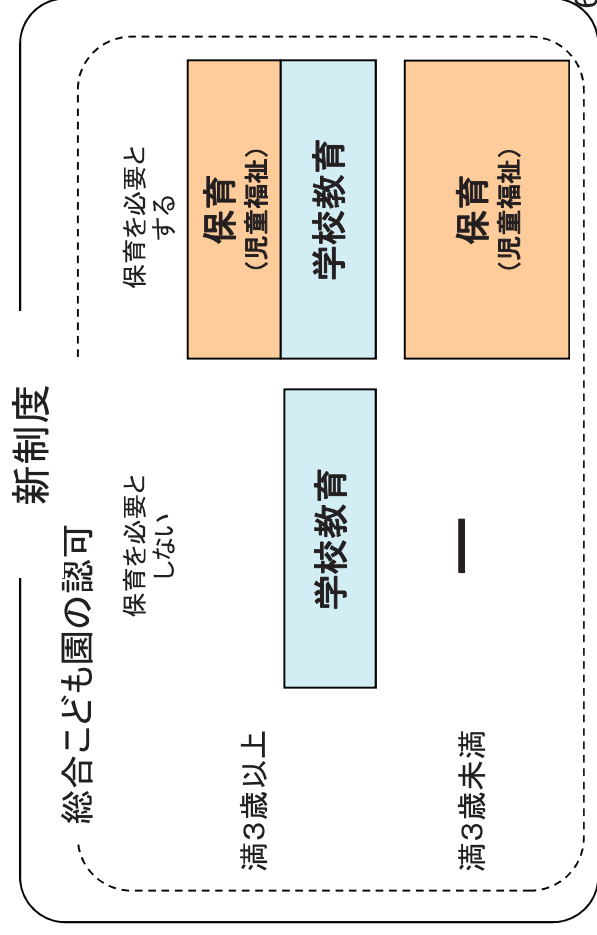 新制度
総合こども園の認可
保育を必要と
しない
保育を必要と
する
満3歳以上
学校教育
保育
(児童福祉)
学校教育
満3歳未満
ー
保育
(児童福祉)